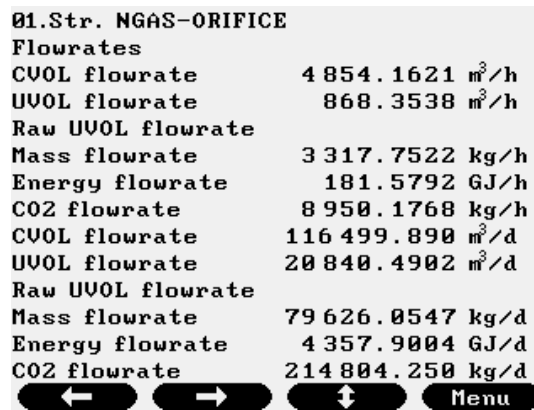 01.Str. NGAS-ORIFICE
Flowrates
CVOL flowrate 4 854.1621 m³/h
UVOL flowrate 868.3538 m³/h
Raw UVOL flowrate
Mass flowrate 3 317.7522 kg/h
Energy flowrate 181.5792 GJ/h
CO2 flowrate 8 950.1768 kg/h
CVOL flowrate 116 499.890 m³/d
UVOL flowrate 20 840.4902 m³/d
Raw UVOL flowrate
Mass flowrate 79 626.0547 kg/d
Energy flowrate 4 357.9004 GJ/d
CO2 flowrate 214 804.250 kg/d
Menu